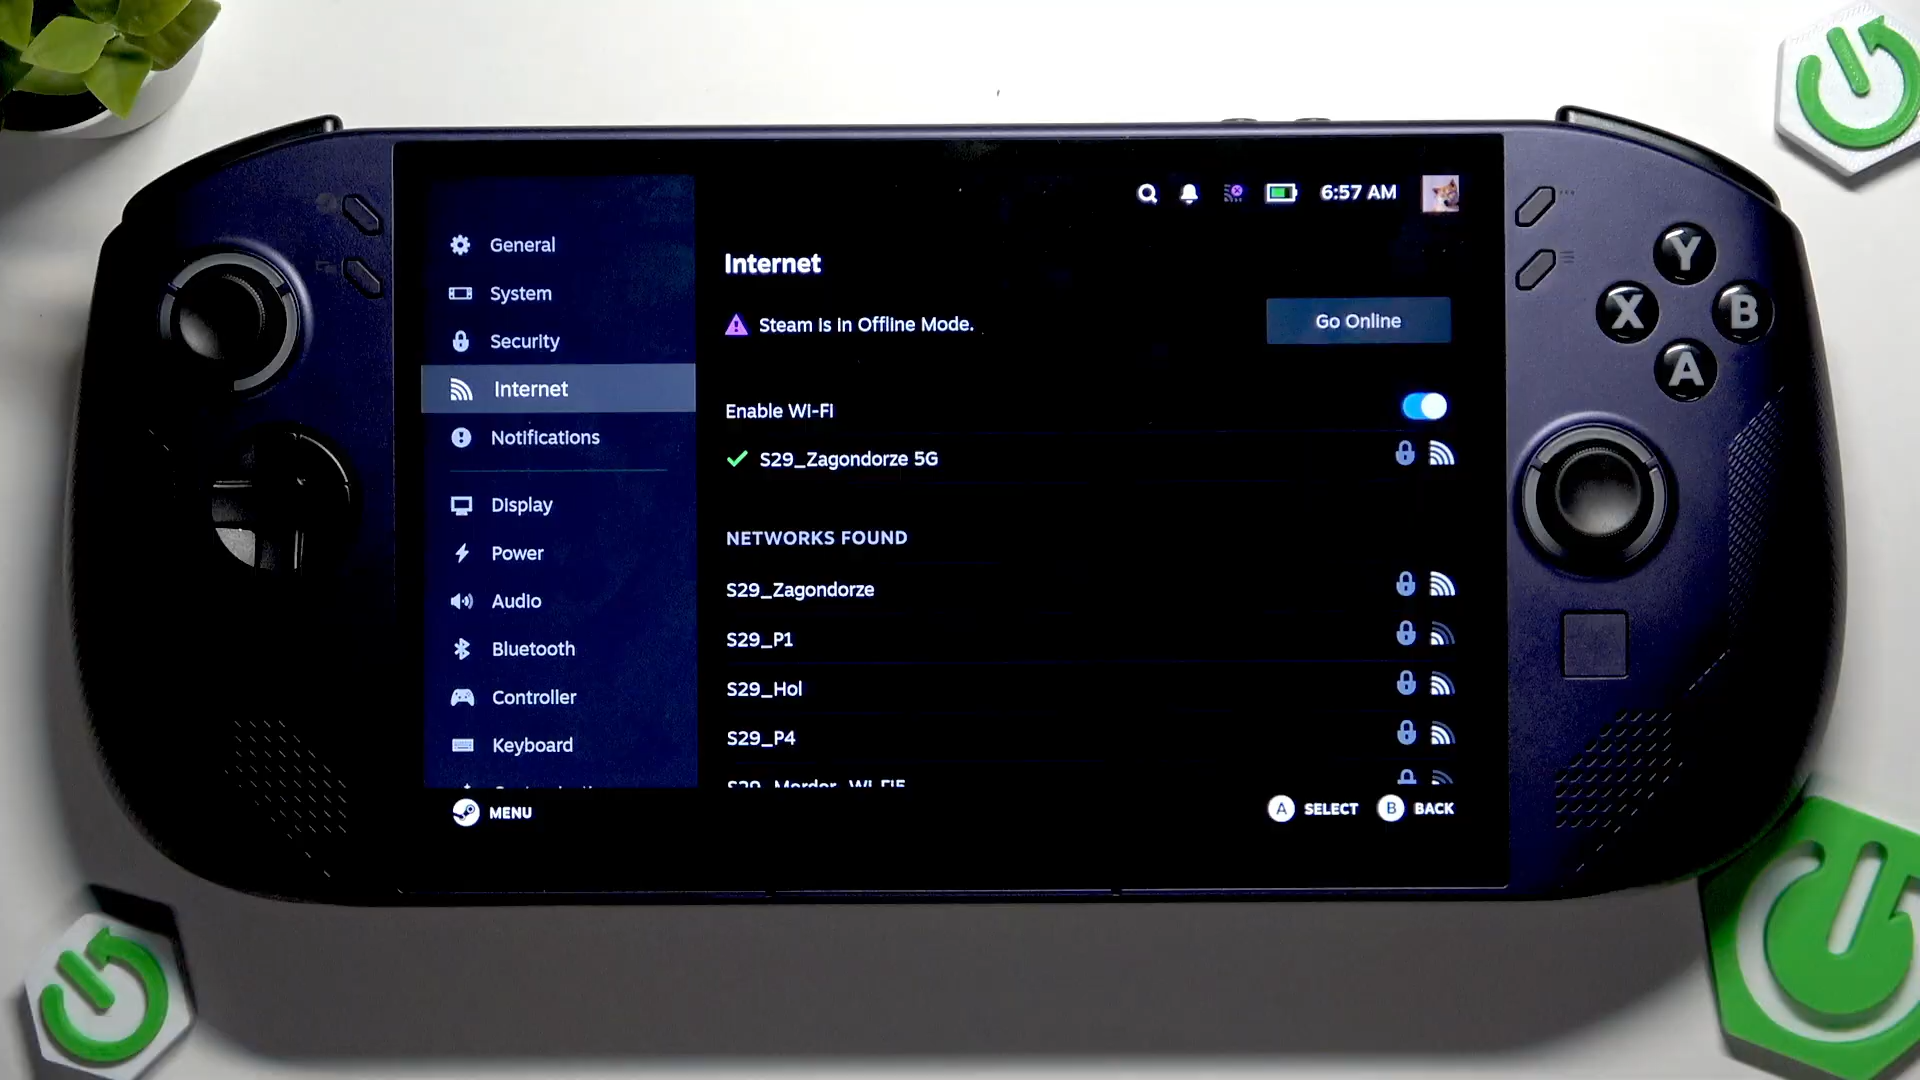 6:57 AM
General
System
Security
Internet
Notifications
Display
Power
Audio
Bluetooth
Controller
Keyboard
Internet
Steam is in Offline Mode.
Go Online
Enable Wi-Fi
S29_Zagondorze 5G
NETWORKS FOUND
S29_Zagondorze
S29_P1
S29_Hol
S29_P4
MENU
A SELECT B BACK
Y
X
B
A